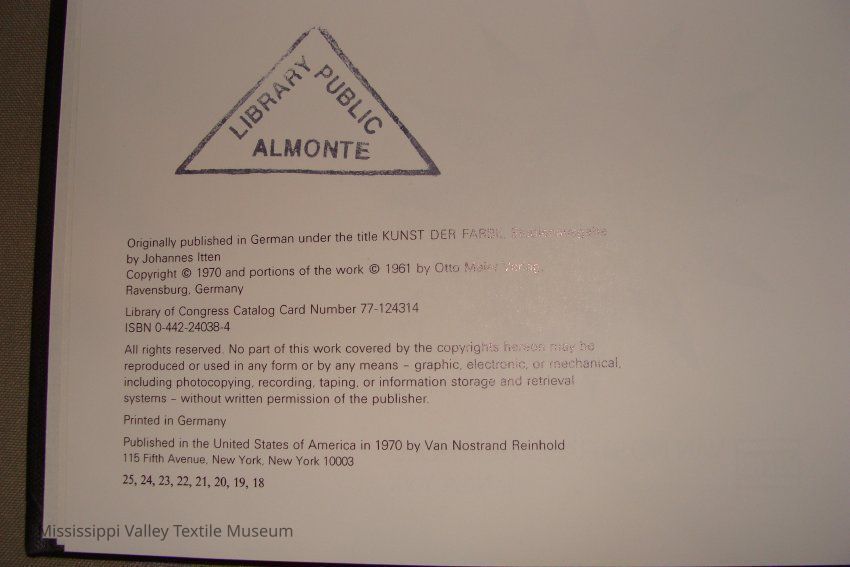 LIBRARY PUBLIC
ALMONTE
Originally published in German under the title KUNST DER FARBE, Studienausgabe
by Johannes Itten
Copyright © 1970 and portions of the work © 1961 by Otto Maier Verlag,
Ravensburg, Germany
Library of Congress Catalog Card Number 77-124314
ISBN 0-442-24038-4
All rights reserved. No part of this work covered by the copyrights hereon may be
reproduced or used in any form or by any means – graphic, electronic, or mechanical,
including photocopying, recording, taping, or information storage and retrieval
systems – without written permission of the publisher.
Printed in Germany
Published in the United States of America in 1970 by Van Nostrand Reinhold
115 Fifth Avenue, New York, New York 10003
25, 24, 23, 22, 21, 20, 19, 18
Mississippi Valley Textile Museum